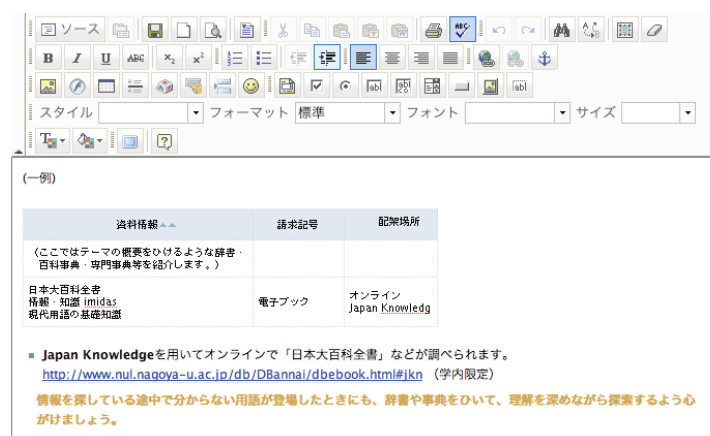 ソース
B I U ABC x₂ x²
スタイル フォーマット 標準 フォント サイズ
(一例)
資料情報 請求記号 配架場所
(ここではテーマの概要をひけるような辞書・
百科事典・専門事典等を紹介します。)
日本大百科全書
情報・知識 imidas
現代用語の基礎知識
電子ブック
オンライン
Japan Knowledg
Japan Knowledgeを用いてオンラインで「日本大百科全書」などが調べられます。
http://www.nul.nagoya-u.ac.jp/db/DBannai/dbebook.html#jkn (学内限定)
情報を探している途中で分からない用語が登場したときにも、辞書や事典をひいて、理解を深めながら探索するよう心
がけましょう。